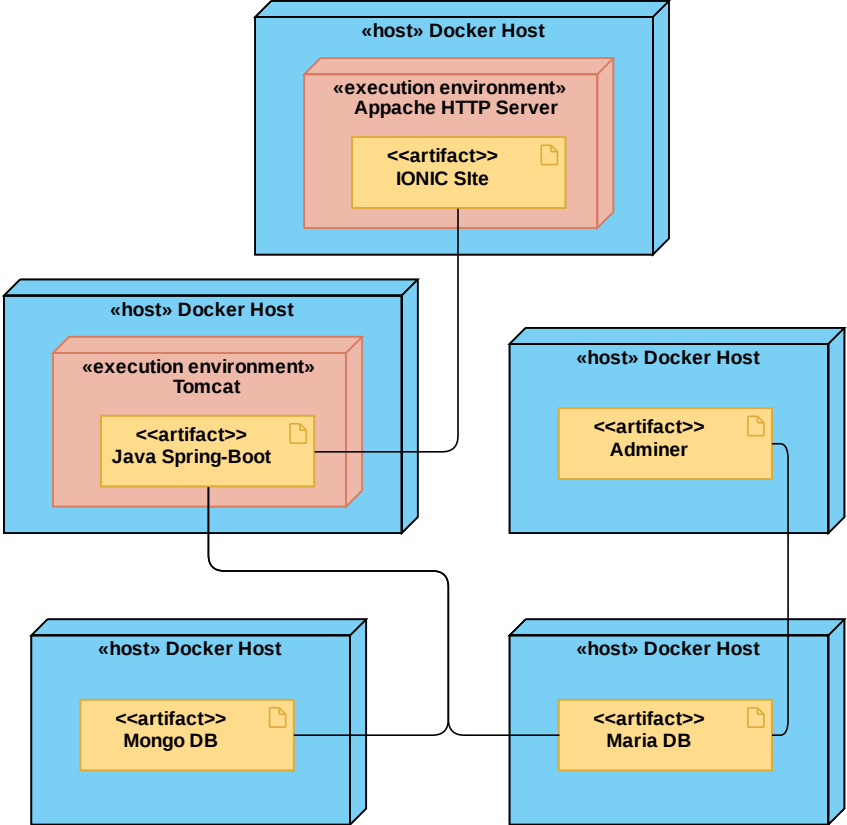 «host» Docker Host
«execution environment»
Appache HTTP Server
<<artifact>>
IONIC SIte
«host» Docker Host
«execution environment»
Tomcat
<<artifact>>
Java Spring-Boot
«host» Docker Host
<<artifact>>
Adminer
«host» Docker Host
<<artifact>>
Mongo DB
«host» Docker Host
<<artifact>>
Maria DB